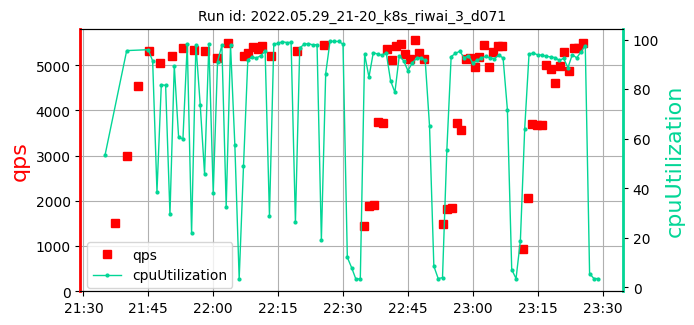 Run id: 2022.05.29_21-20_k8s_riwai_3_d071
qps
5000
4000
3000
2000
1000
0
cpuUtilization
100
80
60
40
20
0
qps
cpuUtilization
21:30 21:45 22:00 22:15 22:30 22:45 23:00 23:15 23:30